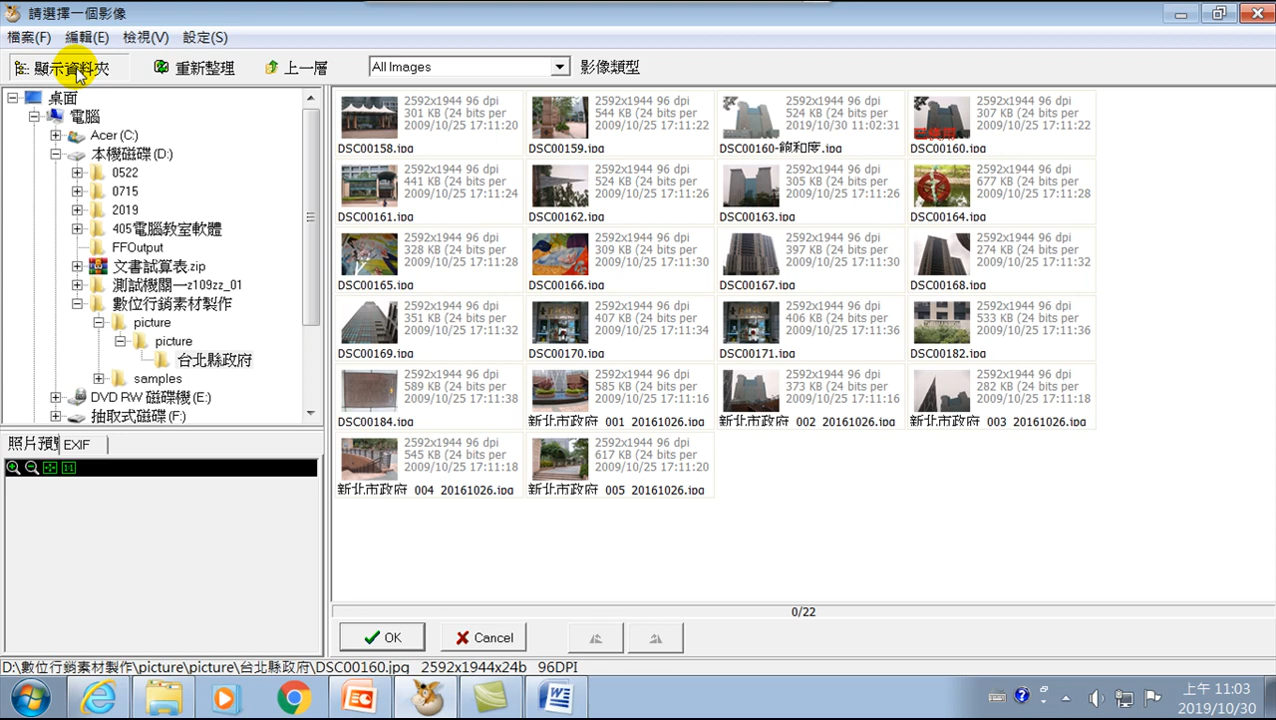 請選擇一個影像
檔案(F) 編輯(E) 檢視(V) 設定(S)
顯示資料夾 重新整理 上一層 All Images 影像類型
桌面
電腦
Acer (C:)
本機磁碟 (D:)
0522
0715
2019
405電腦教室軟體
FFOutput
文書試算表.zip
測試機關一z109zz_01
數位行銷素材製作
picture
picture
台北縣政府
samples
DVD RW 磁碟機 (E:)
抽取式磁碟 (F:)
照片預覽 EXIF
2592x1944 96 dpi
301 KB (24 bits per
2009/10/25 17:11:20
DSC00158.jpg
2592x1944 96 dpi
544 KB (24 bits per
2009/10/25 17:11:22
DSC00159.jpg
2592x1944 96 dpi
524 KB (24 bits per
2019/10/30 11:02:31
DSC00160-飽和度.jpg
2592x1944 96 dpi
307 KB (24 bits per
2009/10/25 17:11:22
DSC00160.jpg
2592x1944 96 dpi
441 KB (24 bits per
2009/10/25 17:11:24
DSC00161.jpg
2592x1944 96 dpi
524 KB (24 bits per
2009/10/25 17:11:26
DSC00162.jpg
2592x1944 96 dpi
305 KB (24 bits per
2009/10/25 17:11:26
DSC00163.jpg
2592x1944 96 dpi
677 KB (24 bits per
2009/10/25 17:11:28
DSC00164.jpg
2592x1944 96 dpi
328 KB (24 bits per
2009/10/25 17:11:28
DSC00165.jpg
2592x1944 96 dpi
309 KB (24 bits per
2009/10/25 17:11:30
DSC00166.jpg
2592x1944 96 dpi
397 KB (24 bits per
2009/10/25 17:11:30
DSC00167.jpg
2592x1944 96 dpi
274 KB (24 bits per
2009/10/25 17:11:32
DSC00168.jpg
2592x1944 96 dpi
351 KB (24 bits per
2009/10/25 17:11:32
DSC00169.jpg
2592x1944 96 dpi
407 KB (24 bits per
2009/10/25 17:11:34
DSC00170.jpg
2592x1944 96 dpi
406 KB (24 bits per
2009/10/25 17:11:36
DSC00171.jpg
2592x1944 96 dpi
533 KB (24 bits per
2009/10/25 17:11:36
DSC00182.jpg
2592x1944 96 dpi
589 KB (24 bits per
2009/10/25 17:11:38
DSC00184.jpg
2592x1944 96 dpi
585 KB (24 bits per
2009/10/25 17:11:16
新北市政府_001_20161026.jpg
2592x1944 96 dpi
373 KB (24 bits per
2009/10/25 17:11:16
新北市政府_002_20161026.jpg
2592x1944 96 dpi
282 KB (24 bits per
2009/10/25 17:11:18
新北市政府_003_20161026.jpg
2592x1944 96 dpi
545 KB (24 bits per
2009/10/25 17:11:18
新北市政府_004_20161026.jpg
2592x1944 96 dpi
617 KB (24 bits per
2009/10/25 17:11:20
新北市政府_005_20161026.jpg
0/22
OK Cancel
D:\數位行銷素材製作\picture\picture\台北縣政府\DSC00160.jpg 2592x1944x24b 96DPI
上午 11:03
2019/10/30